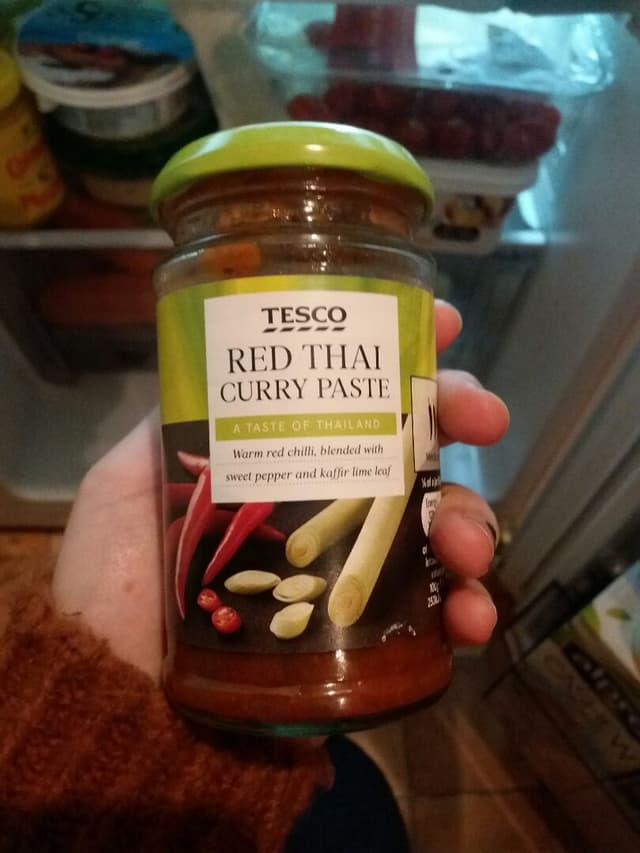 TESCO
RED THAI
CURRY PASTE
A TASTE OF THAILAND
Warm red chilli, blended with
sweet pepper and kaffir lime leaf